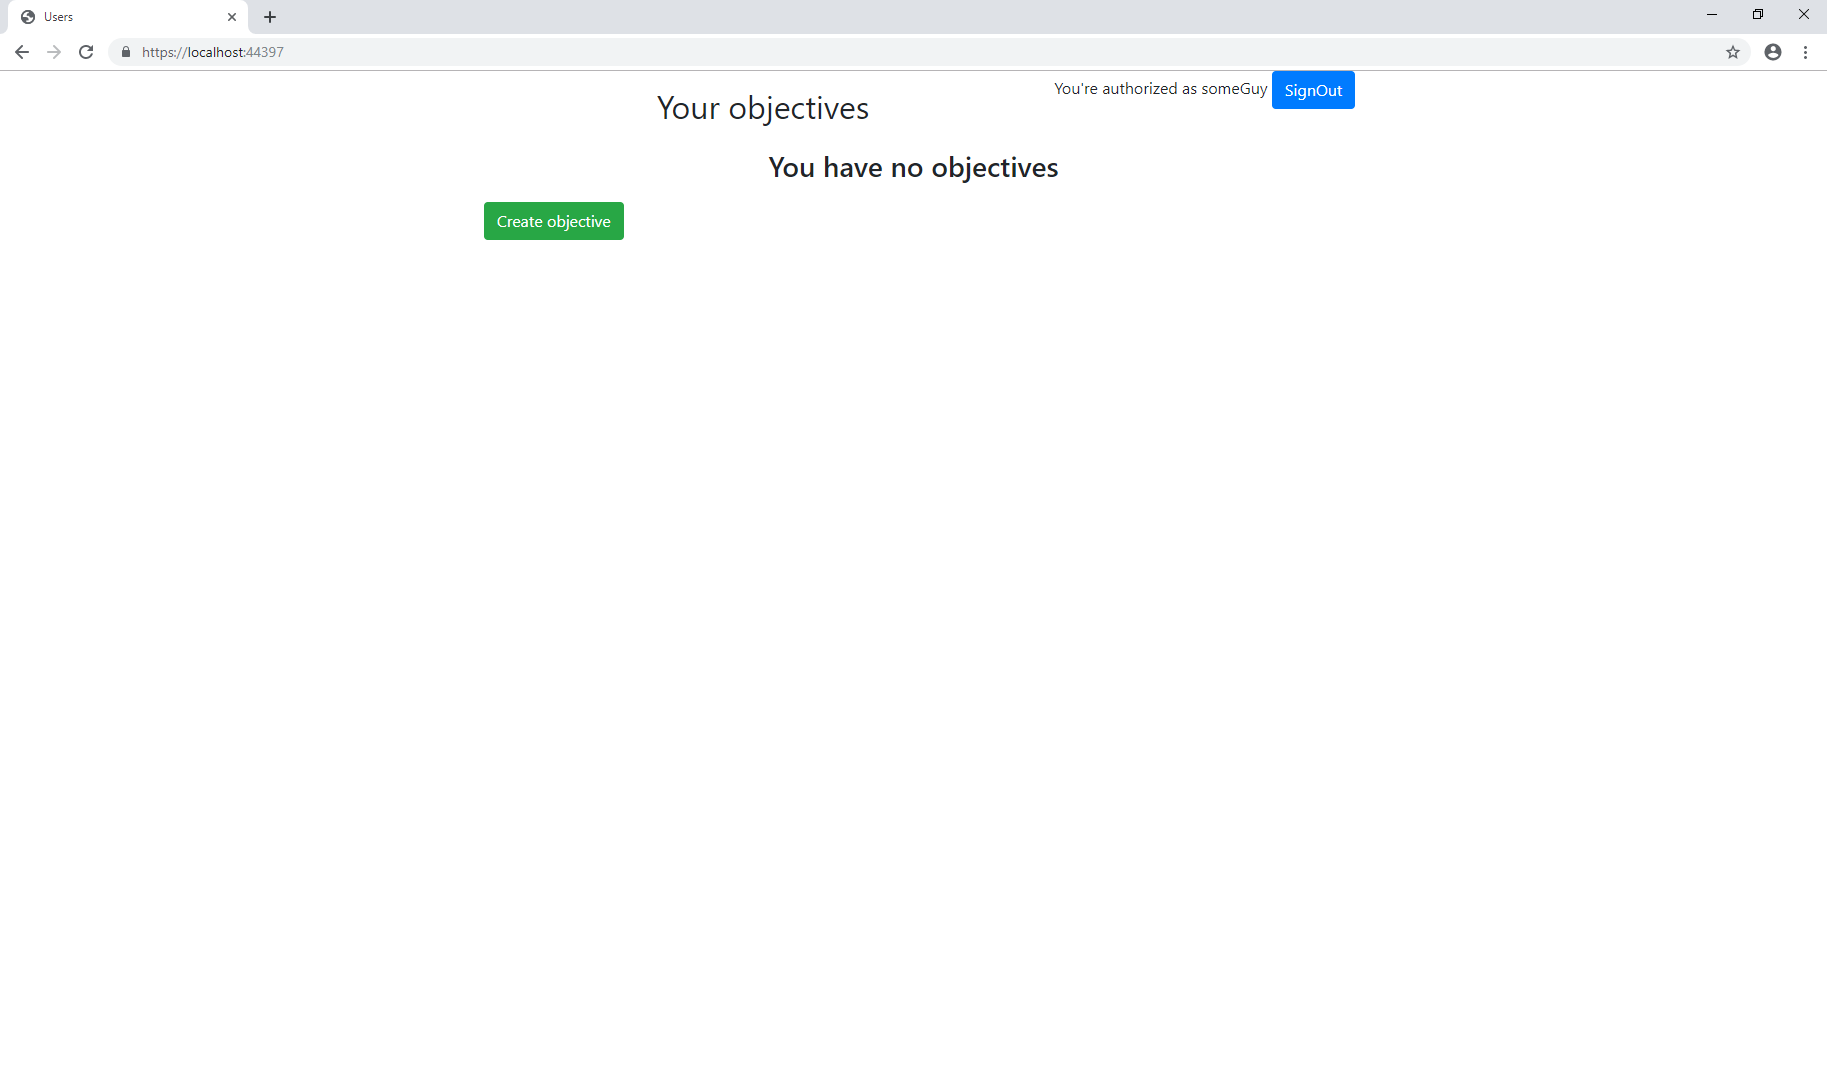 Users
https://localhost:44397
You're authorized as someGuy SignOut
Your objectives
You have no objectives
Create objective